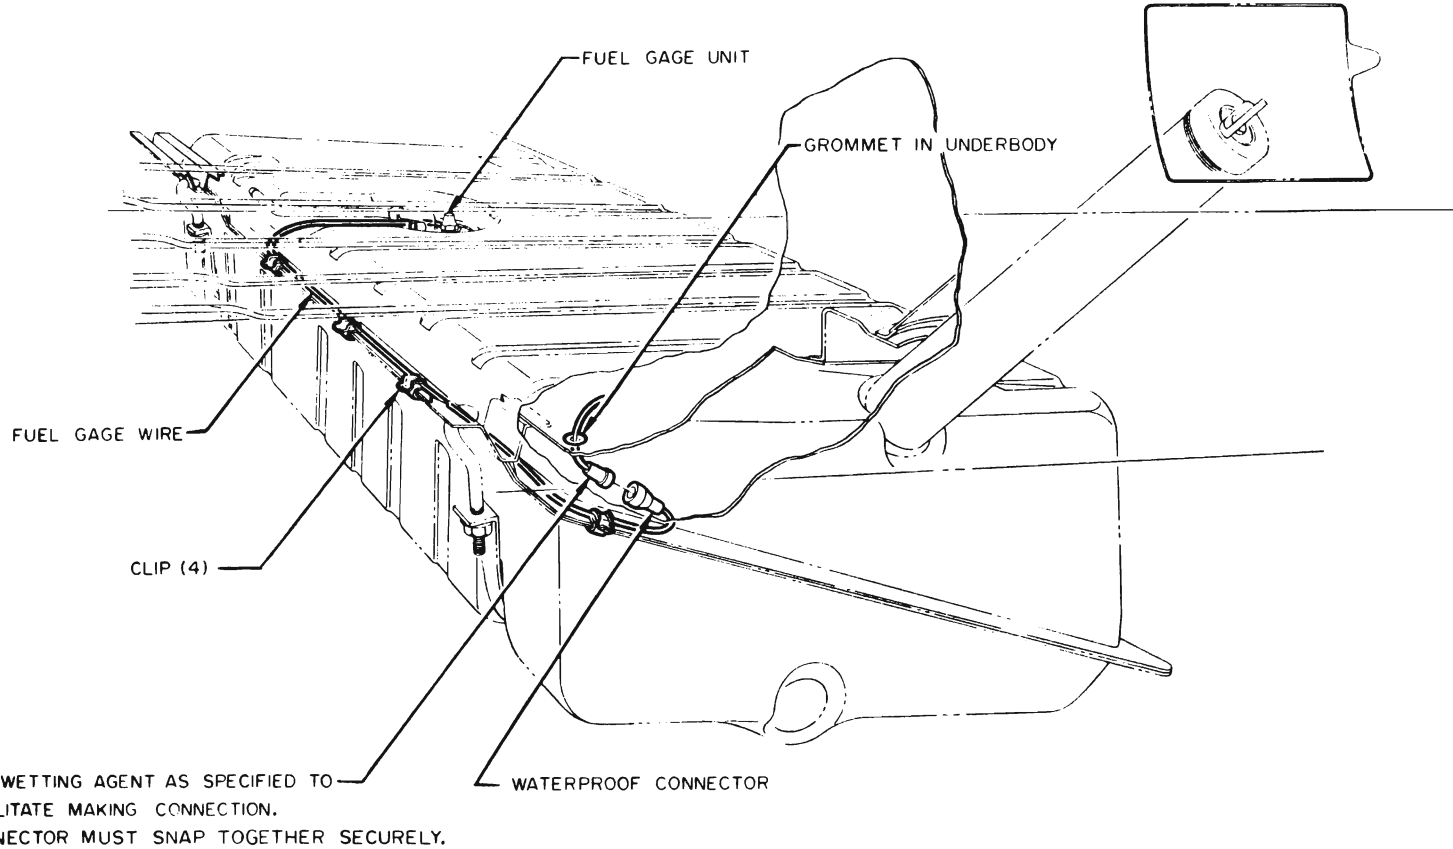 FUEL GAGE UNIT
GROMMET IN UNDERBODY
FUEL GAGE WIRE
CLIP (4)
WETTING AGENT AS SPECIFIED TO
LITATE MAKING CONNECTION.
NECTOR MUST SNAP TOGETHER SECURELY.
WATERPROOF CONNECTOR